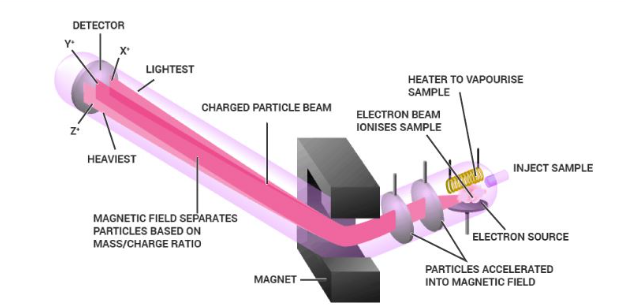 DETECTOR
Y⁺
X⁺
LIGHTEST
HEATER TO VAPOURISE
SAMPLE
CHARGED PARTICLE BEAM
ELECTRON BEAM
IONISES SAMPLE
Z⁺
HEAVIEST
INJECT SAMPLE
MAGNETIC FIELD SEPARATES
PARTICLES BASED ON
MASS/CHARGE RATIO
ELECTRON SOURCE
MAGNET
PARTICLES ACCELERATED
INTO MAGNETIC FIELD